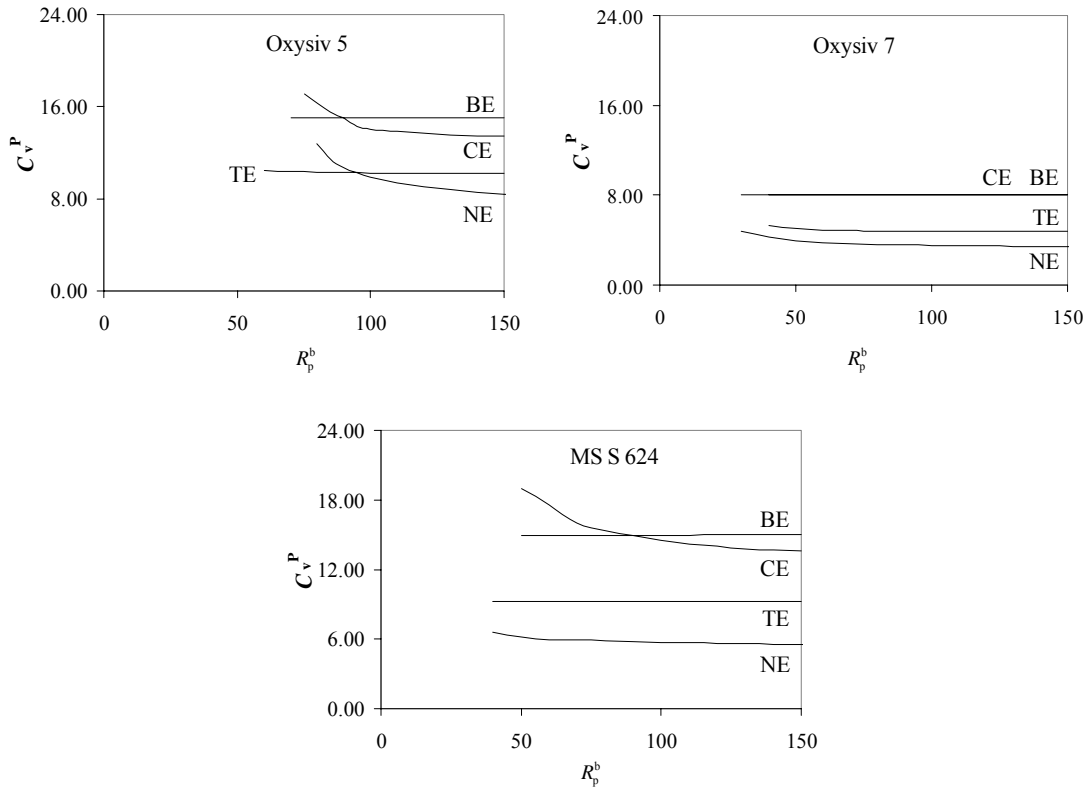 Oxysiv 5
24.00
16.00
8.00
0.00
C_v^P
BE
CE
TE
NE
0
50
100
150
R_p^b
Oxysiv 7
24.00
16.00
8.00
0.00
C_v^P
CE BE
TE
NE
0
50
100
150
R_p^b
MS S 624
24.00
18.00
12.00
6.00
0.00
C_v^P
BE
CE
TE
NE
0
50
100
150
R_p^b